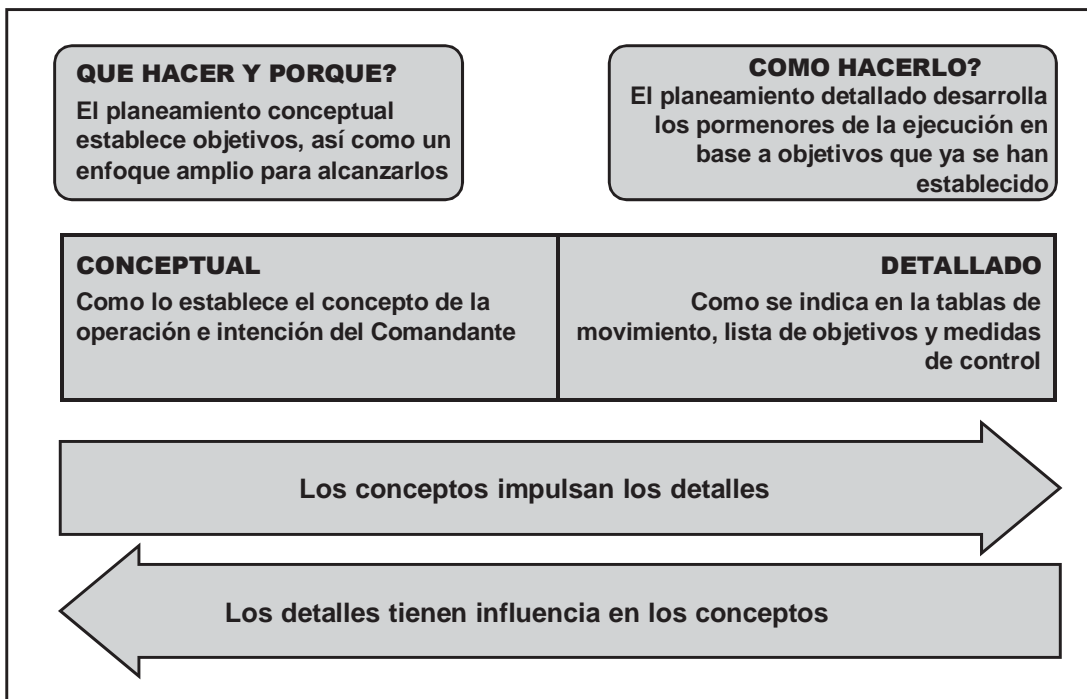 QUE HACER Y PORQUE?
El planeamiento conceptual
establece objetivos, así como un
enfoque amplio para alcanzarlos
COMO HACERLO?
El planeamiento detallado desarrolla
los pormenores de la ejecución en
base a objetivos que ya se han
establecido
CONCEPTUAL
Como lo establece el concepto de la
operación e intención del Comandante
DETALLADO
Como se indica en la tablas de
movimiento, lista de objetivos y medidas
de control
Los conceptos impulsan los detalles
Los detalles tienen influencia en los conceptos